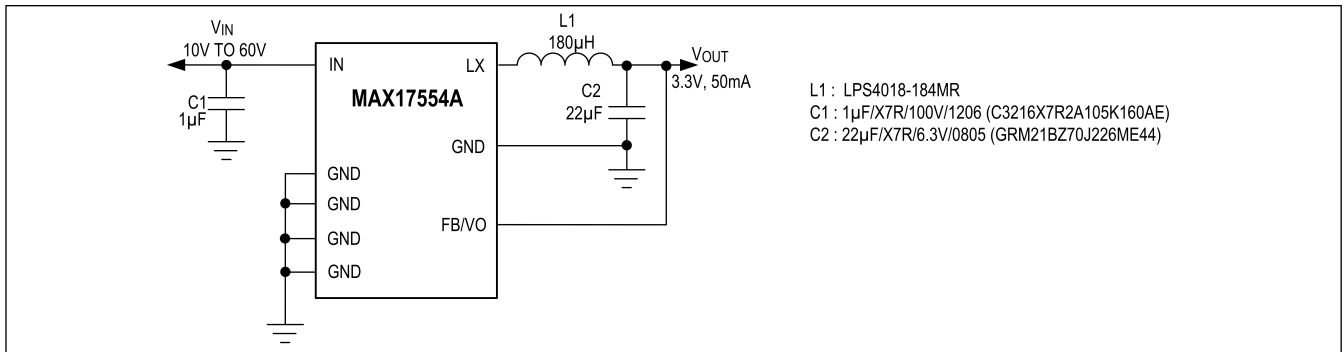 VIN
10V TO 60V
C1
1µF
IN
MAX17554A
LX
GND
GND
GND
GND
GND
FB/VO
L1
180µH
C2
22µF
VOUT
3.3V, 50mA
L1 : LPS4018-184MR
C1 : 1µF/X7R/100V/1206 (C3216X7R2A105K160AE)
C2 : 22µF/X7R/6.3V/0805 (GRM21BZ70J226ME44)